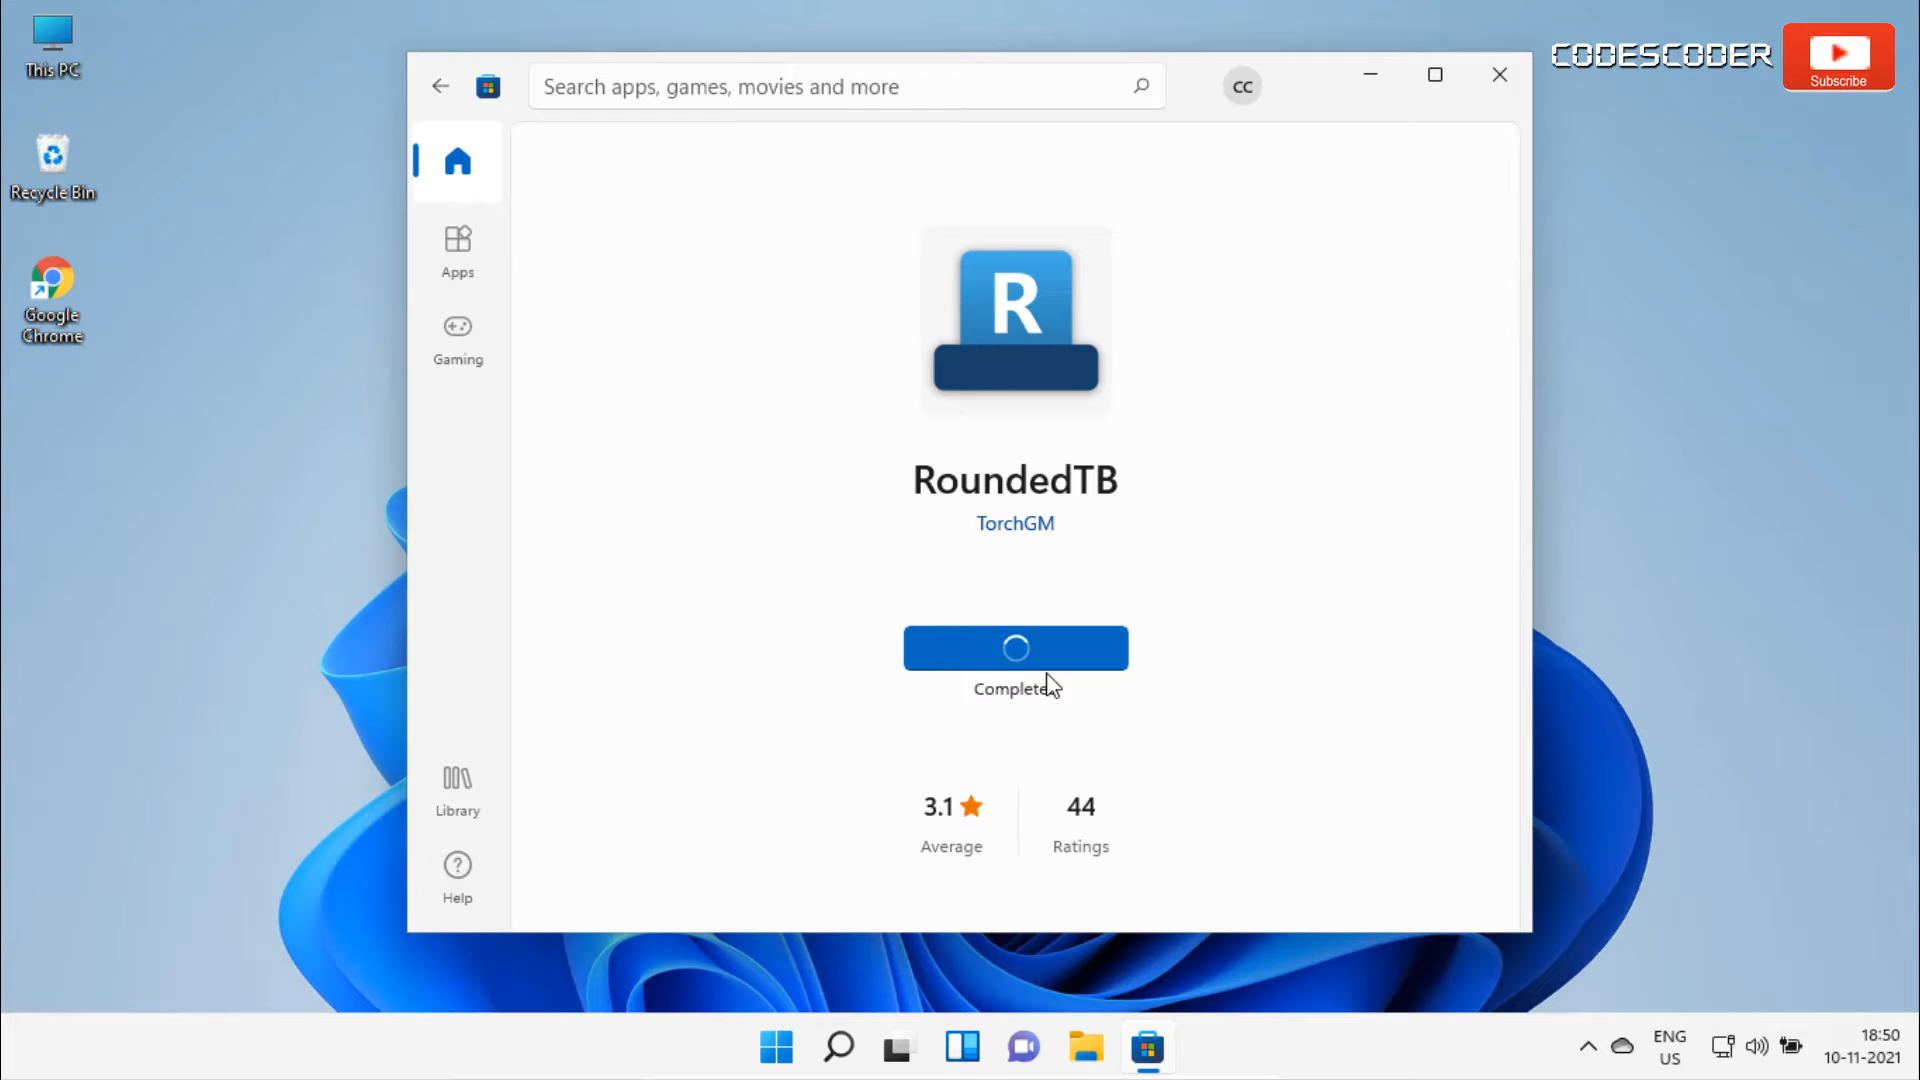 This PC
Recycle Bin
Google
Chrome
Search apps, games, movies and more
CC
CODESCODER
Subscribe
Apps
Gaming
Library
Help
R
RoundedTB
TorchGM
Complete
3.1
Average
44
Ratings
ENG
US
18:50
10-11-2021